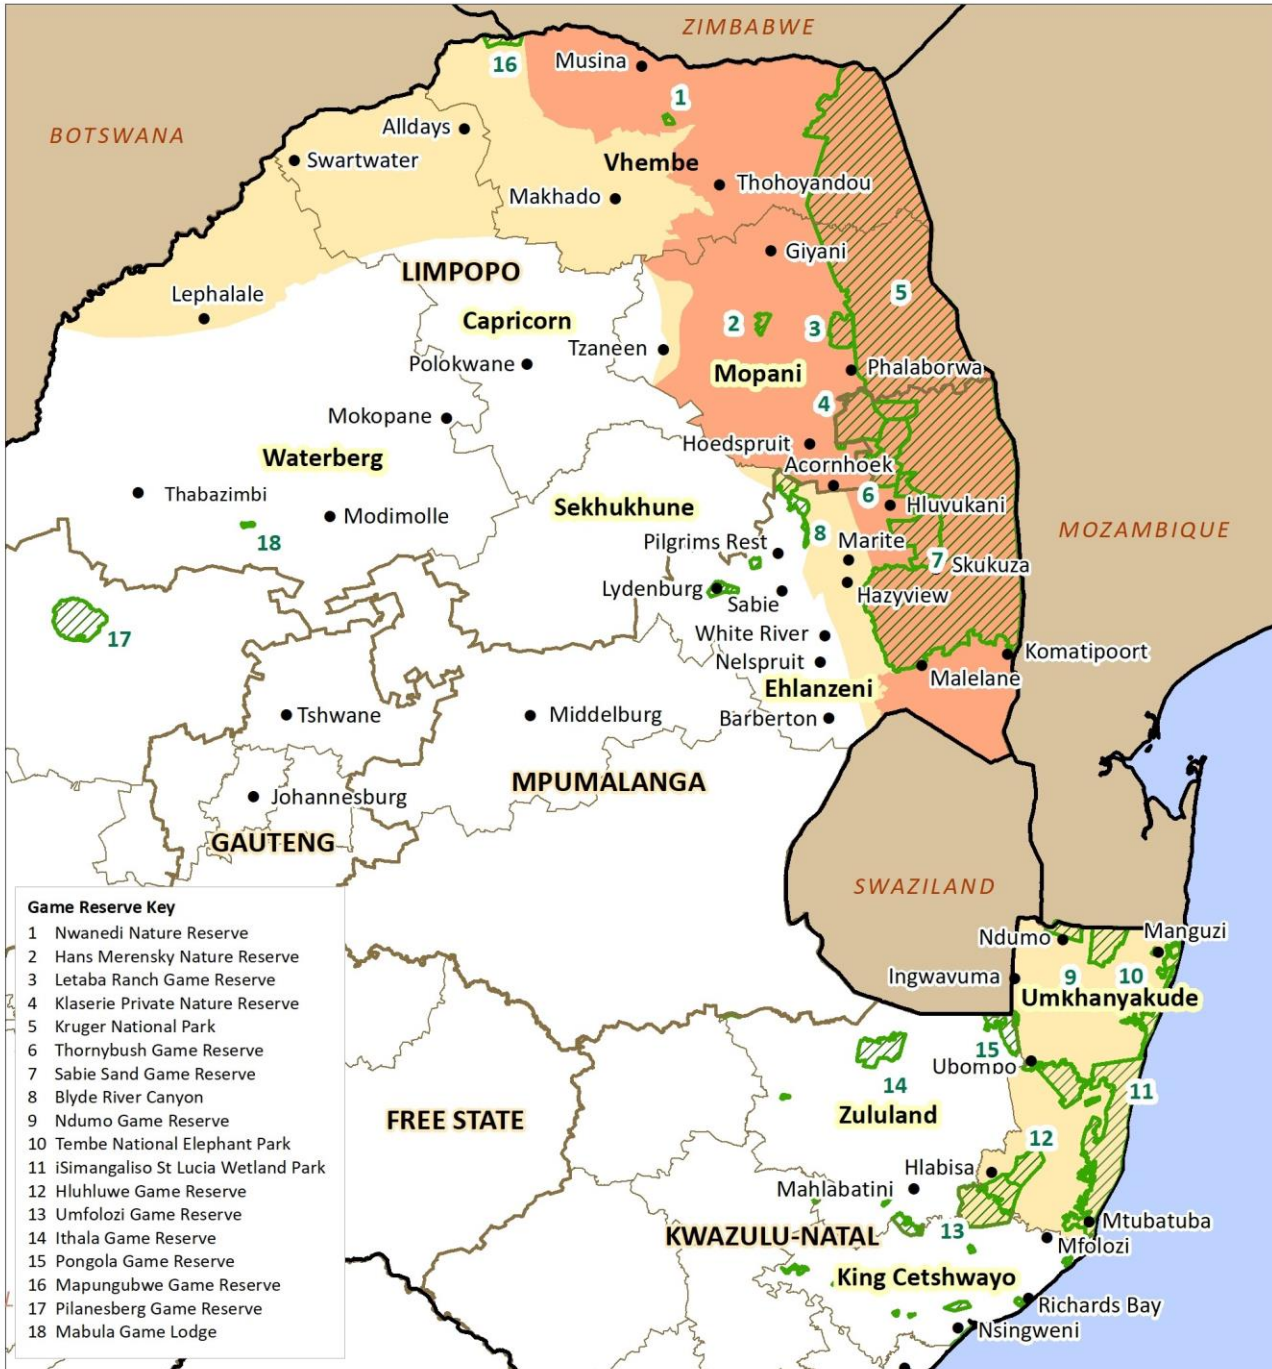 ZIMBABWE
16
Musina
1
BOTSWANA
Alldays
Swartwater
Vhembe
Thohoyandou
Makhado
Giyani
LIMPOPO
Lephalale
5
Capricorn
2
3
Tzaneen
Polokwane
Mopani
Phalaborwa
4
Mokopane
Hoedspruit
Waterberg
Acornhoek
Thabazimbi
6
Hluvukani
Sekhukhune
Modimolle
MOZAMBIQUE
18
8
Pilgrims Rest
Marite
7
Skukuza
Lydenburg
Hazyview
Sabie
17
White River
Komatipoort
Nelspruit
Malelane
Ehlanzeni
Tshwane
Middelburg
Barberton
MPUMALANGA
Johannesburg
GAUTENG
SWAZILAND
Manguzi
Ndumo
Ingwavuma
9
10
Umkhanyakude
15
Ubombo
14
11
FREE STATE
Zululand
12
Hlabisa
Mahlabatini
Mtubatuba
13
KWAZULU-NATAL
Mfolozi
King Cetshwayo
Richards Bay
Nsingweni
Game Reserve Key
1 Nwanedi Nature Reserve
2 Hans Merensky Nature Reserve
3 Letaba Ranch Game Reserve
4 Klaserie Private Nature Reserve
5 Kruger National Park
6 Thornybush Game Reserve
7 Sabie Sand Game Reserve
8 Blyde River Canyon
9 Ndumo Game Reserve
10 Tembe National Elephant Park
11 iSimangaliso St Lucia Wetland Park
12 Hluhluwe Game Reserve
13 Umfolozi Game Reserve
14 Ithala Game Reserve
15 Pongola Game Reserve
16 Mapungubwe Game Reserve
17 Pilanesberg Game Reserve
18 Mabula Game Lodge
L